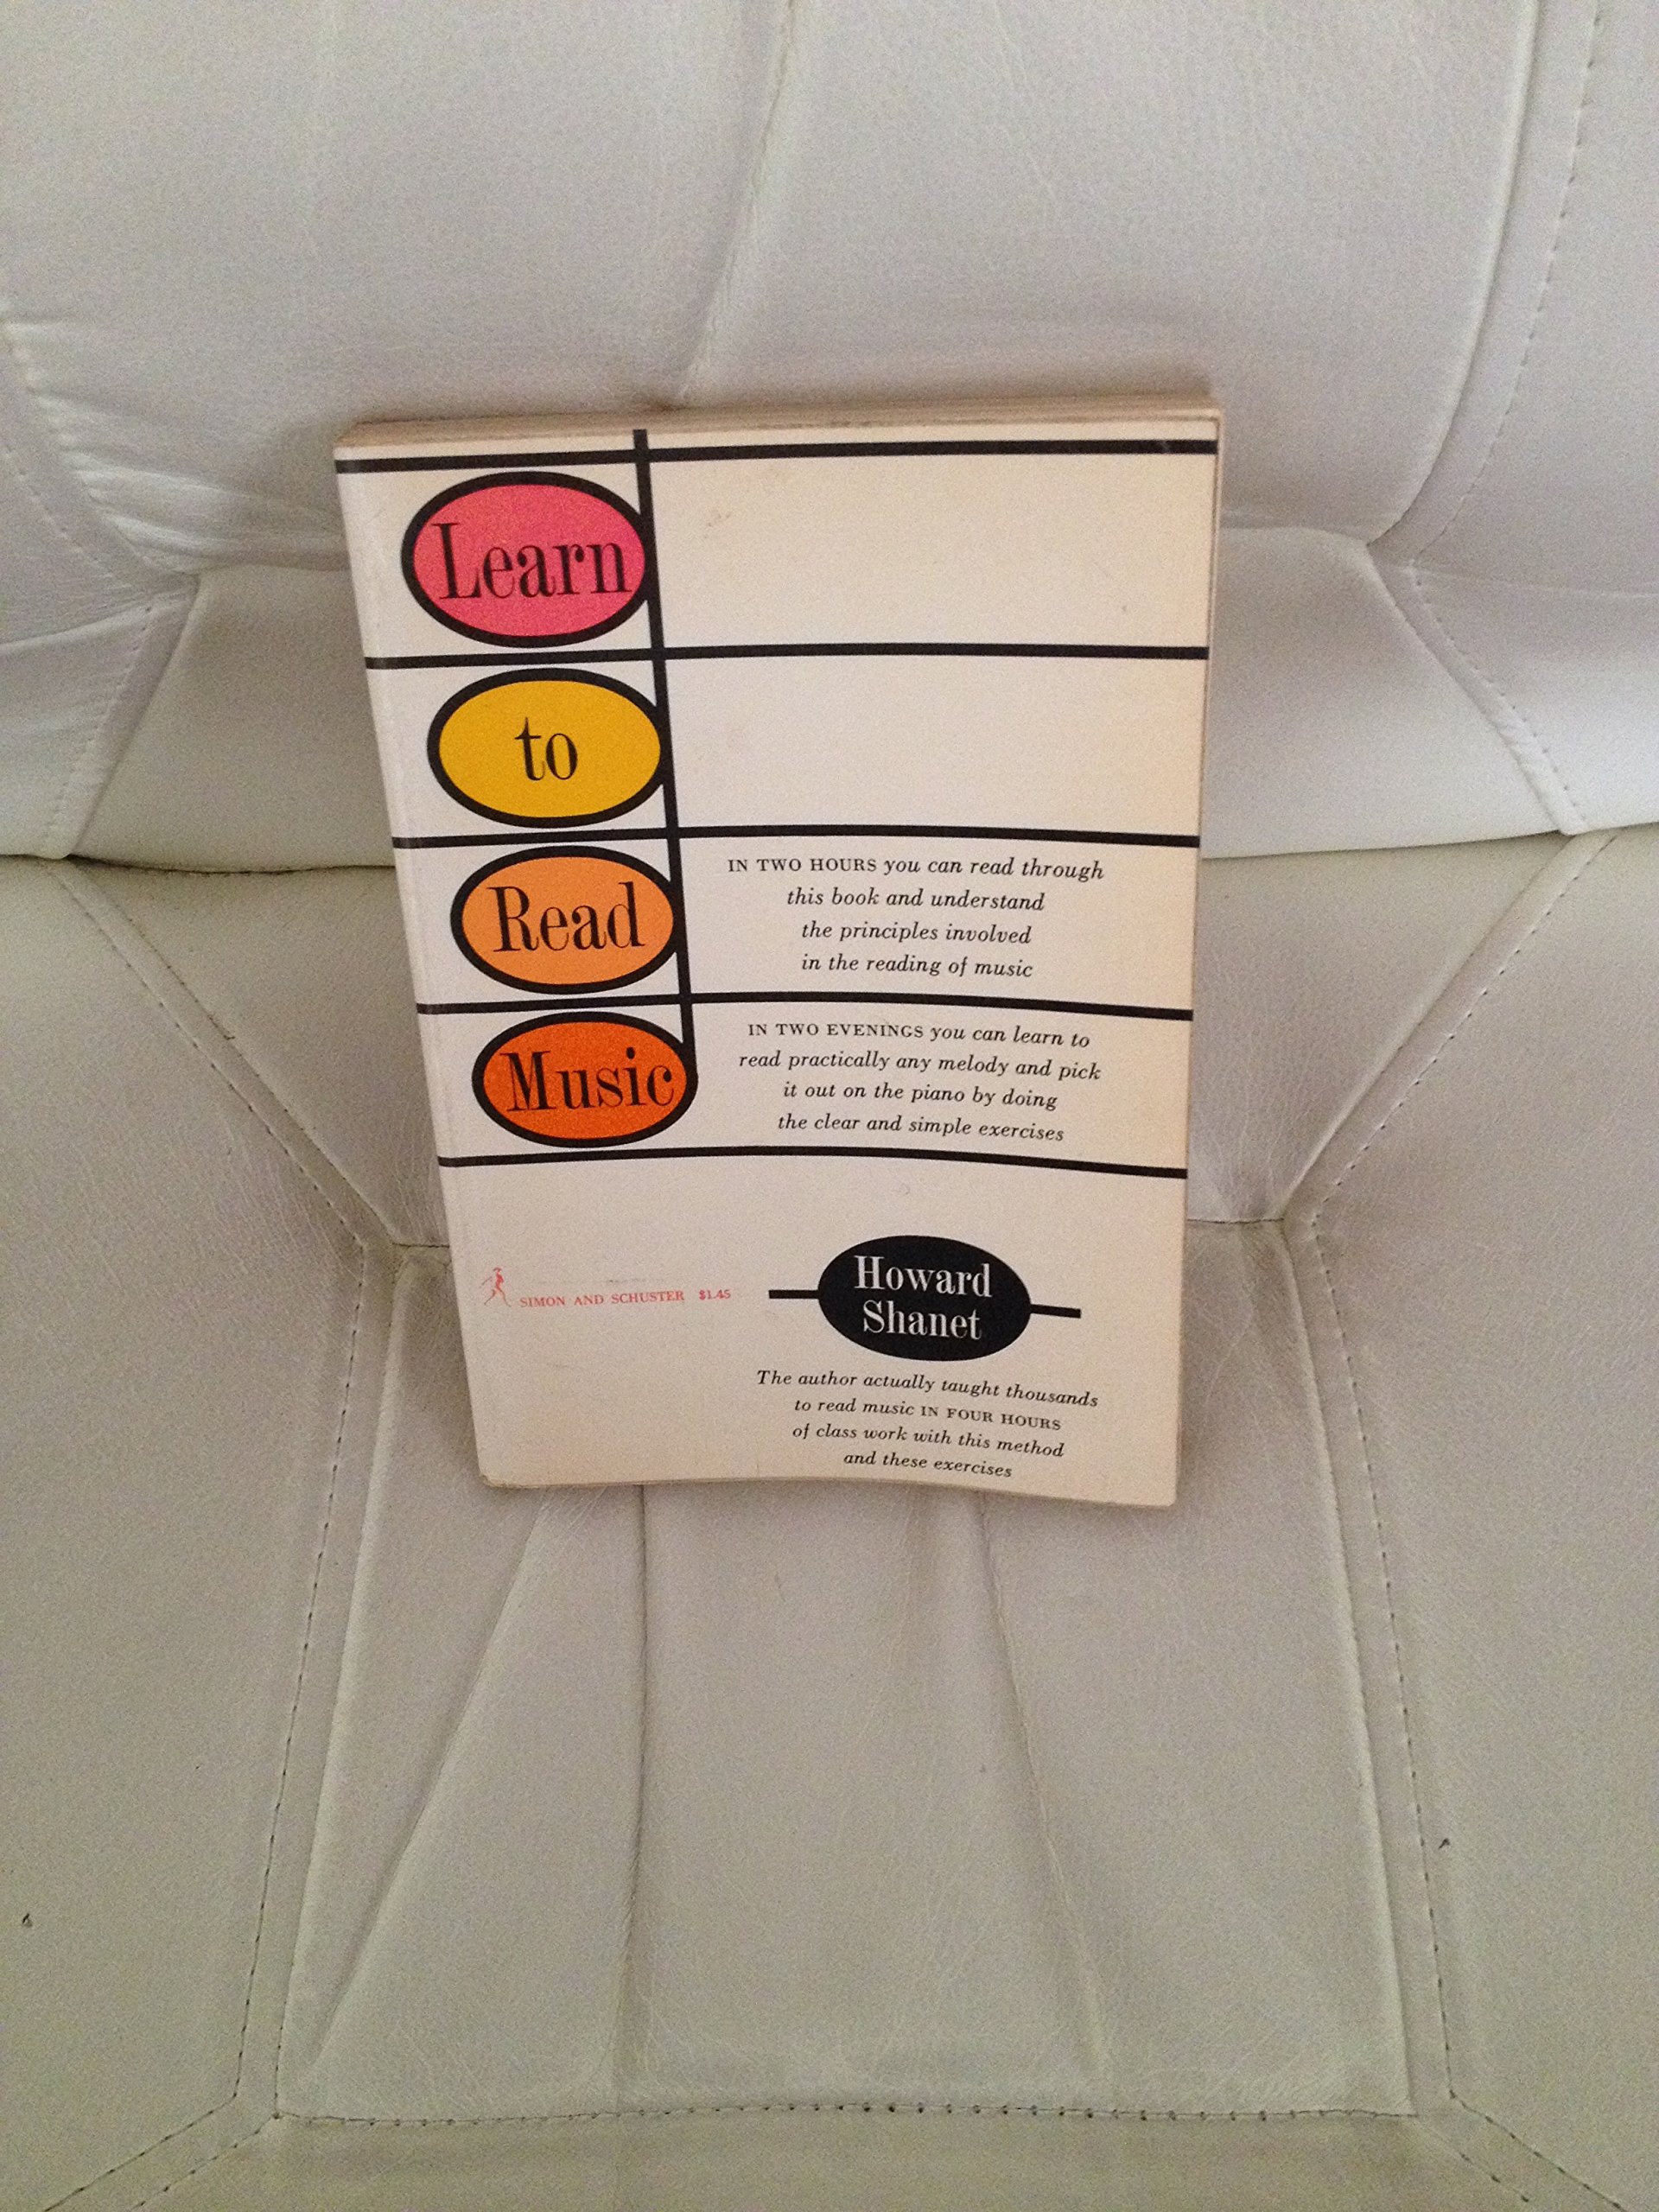 Learn
to
Read
Music
IN TWO HOURS you can read through
this book and understand
the principles involved
in the reading of music
IN TWO EVENINGS you can learn to
read practically any melody and pick
it out on the piano by doing
the clear and simple exercises
SIMON AND SCHUSTER $1.45
Howard
Shanet
The author actually taught thousands
to read music IN FOUR HOURS
of class work with this method
and these exercises